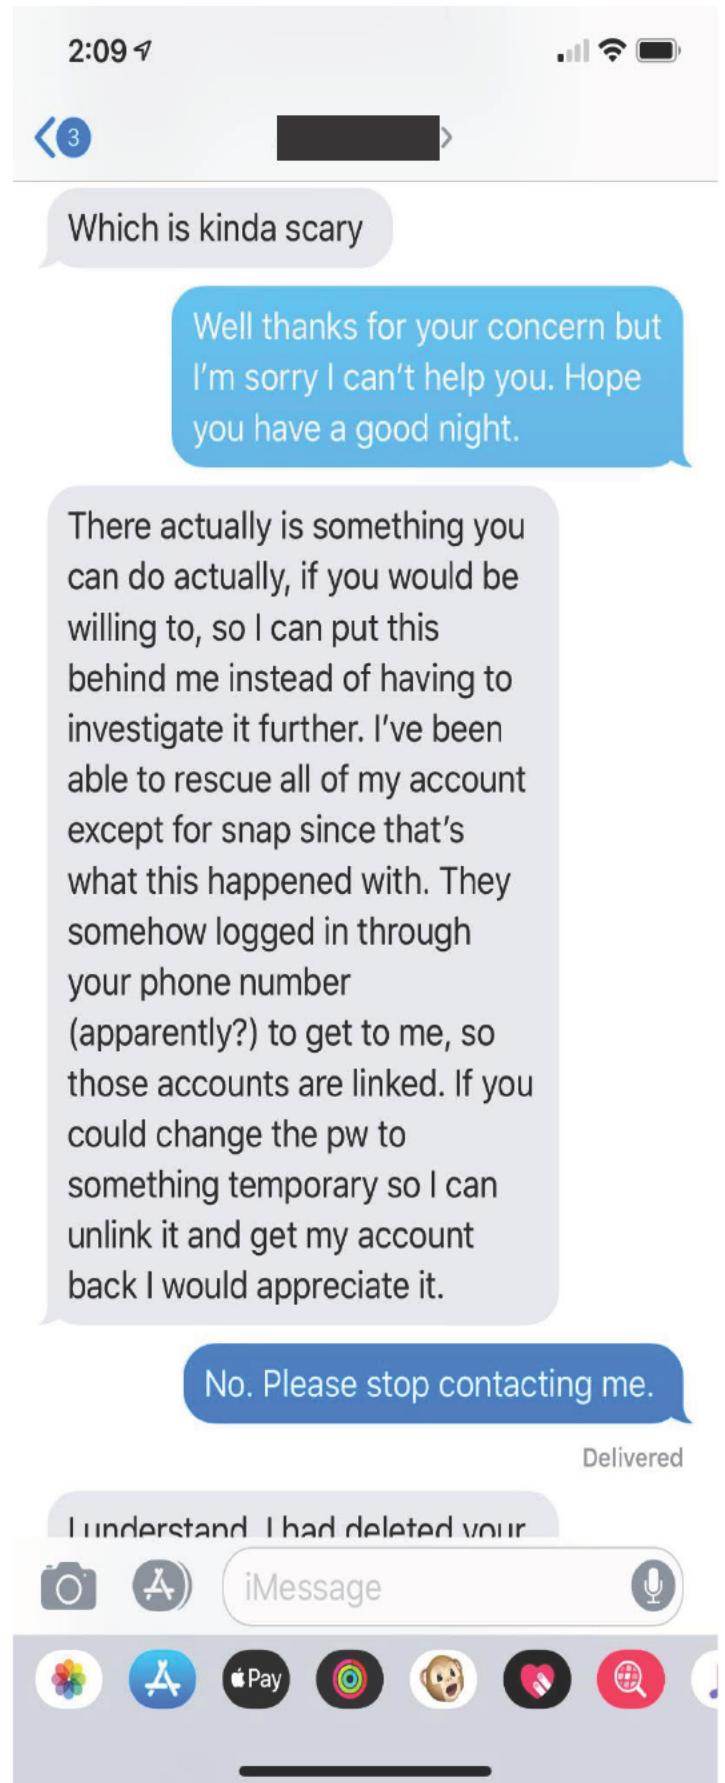 2:09
3
Which is kinda scary
Well thanks for your concern but
I'm sorry I can't help you. Hope
you have a good night.
There actually is something you
can do actually, if you would be
willing to, so I can put this
behind me instead of having to
investigate it further. I've been
able to rescue all of my account
except for snap since that's
what this happened with. They
somehow logged in through
your phone number
(apparently?) to get to me, so
those accounts are linked. If you
could change the pw to
something temporary so I can
unlink it and get my account
back I would appreciate it.
No. Please stop contacting me.
Delivered
I understand I had deleted your
iMessage
Pay